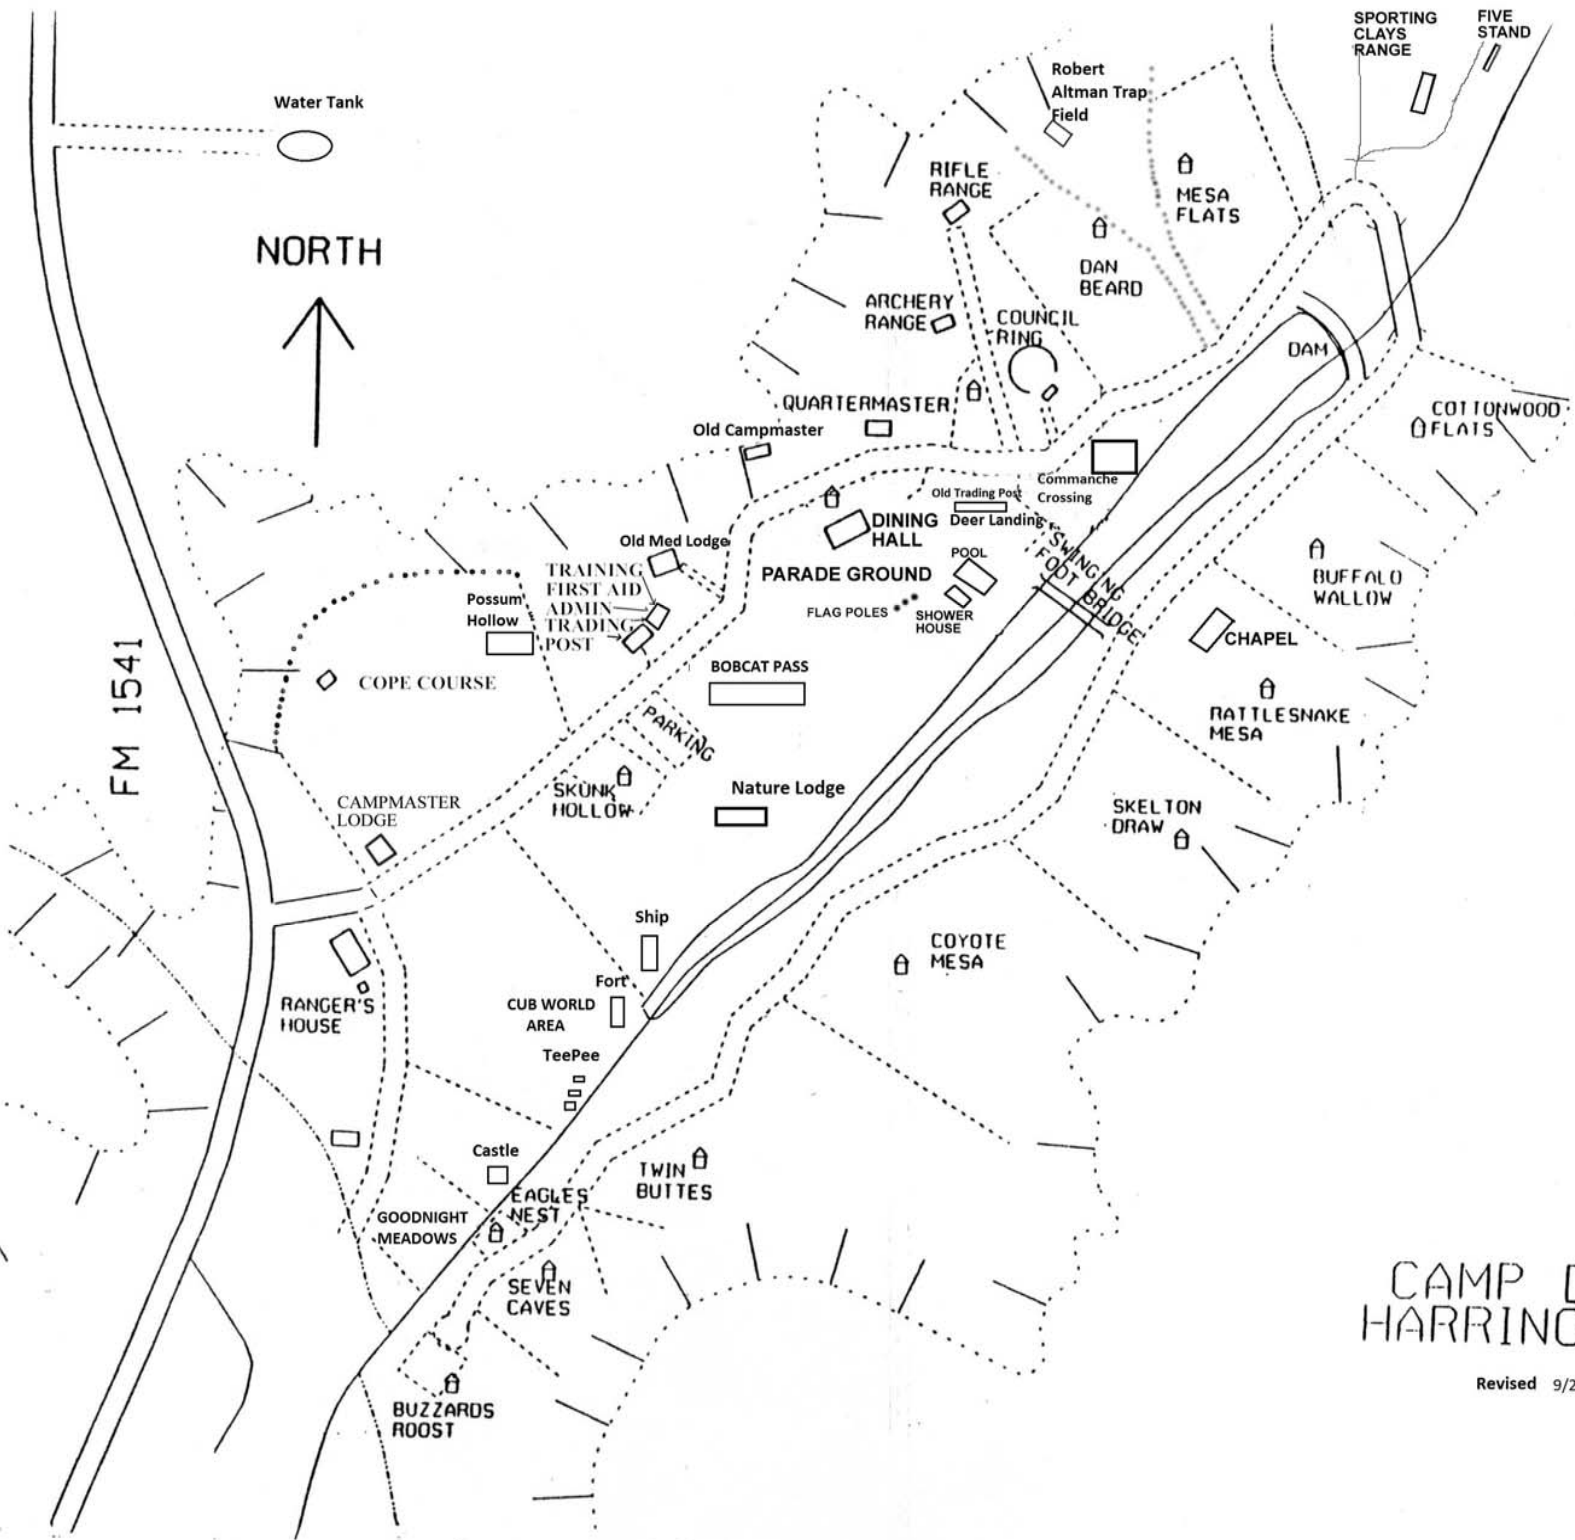 SPORTING
CLAYS
RANGE
FIVE
STAND
Robert
Altman Trap
Field
Water Tank
RIFLE
RANGE
MESA
FLATS
NORTH
DAN
BEARD
ARCHERY
RANGE
COUNCIL
RING
DAM
QUARTERMASTER
COTTONWOOD
FLATS
Old Campmaster
Commanche
Crossing
Old Trading Post
Deer Landing
DINING
HALL
Old Med Lodge
SWINGING
FOOT BRIDGE
POOL
PARADE GROUND
TRAINING
FIRST AID
ADMIN
TRADING
POST
BUFFALO
WALLOW
Possum
Hollow
FLAG POLES
SHOWER
HOUSE
CHAPEL
FM 1541
BOBCAT PASS
COPE COURSE
PARKING
RATTLESNAKE
MESA
SKUNK
HOLLOW
Nature Lodge
CAMPMASTER
LODGE
SKELTON
DRAW
Ship
COYOTE
MESA
Fort
CUB WORLD
AREA
RANGER'S
HOUSE
TeePee
Castle
TWIN
BUTTES
EAGLES
NEST
GOODNIGHT
MEADOWS
SEVEN
CAVES
CAMP
HARRING
Revised 9/2
BUZZARDS
ROOST